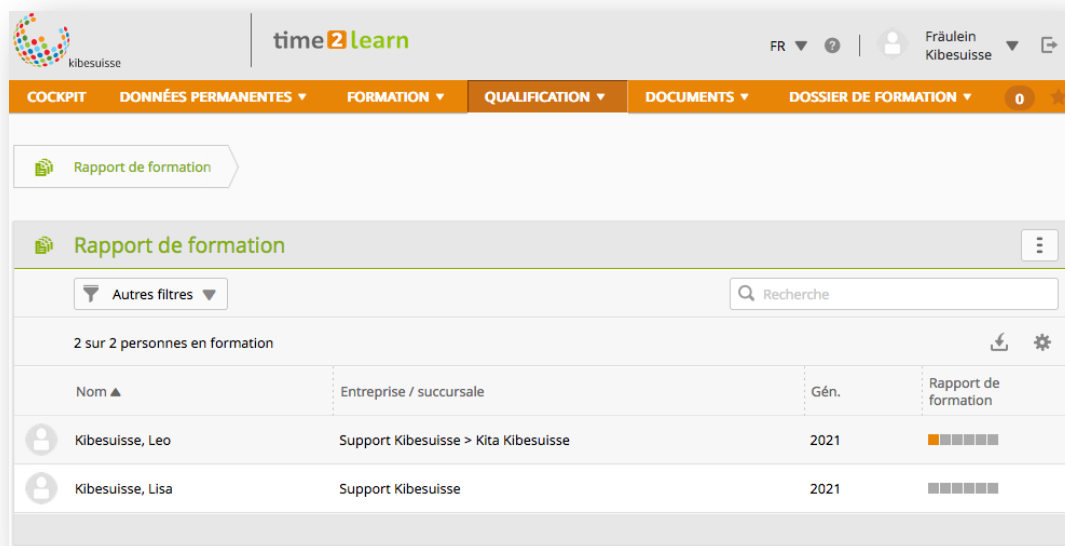 kibesuisse
time2learn
FR
Fräulein
Kibesuisse
COCKPIT DONNÉES PERMANENTES FORMATION QUALIFICATION DOCUMENTS DOSSIER DE FORMATION 0
Rapport de formation
Rapport de formation
Autres filtres
Recherche
2 sur 2 personnes en formation
Nom Entreprise / succursale Gén. Rapport de
formation
Kibesuisse, Leo Support Kibesuisse > Kita Kibesuisse 2021
Kibesuisse, Lisa Support Kibesuisse 2021